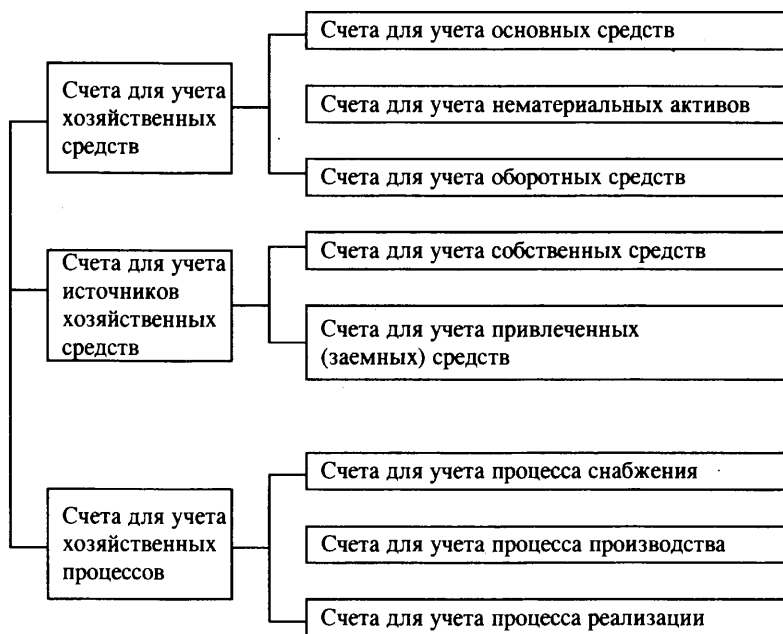 Счета для учета
хозяйственных
средств
Счета для учета основных средств
Счета для учета нематериальных активов
Счета для учета оборотных средств
Счета для учета
источников
хозяйственных
средств
Счета для учета собственных средств
Счета для учета привлеченных
(заемных) средств
Счета для учета
хозяйственных
процессов
Счета для учета процесса снабжения
Счета для учета процесса производства
Счета для учета процесса реализации